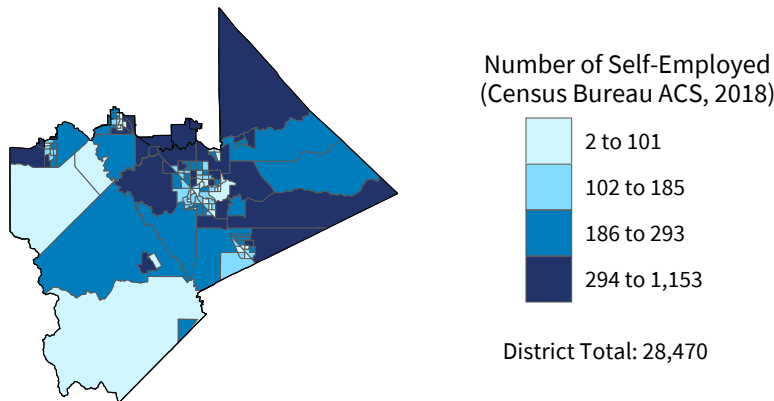 Number of Self-Employed
(Census Bureau ACS, 2018)
2 to 101
102 to 185
186 to 293
294 to 1,153
District Total: 28,470